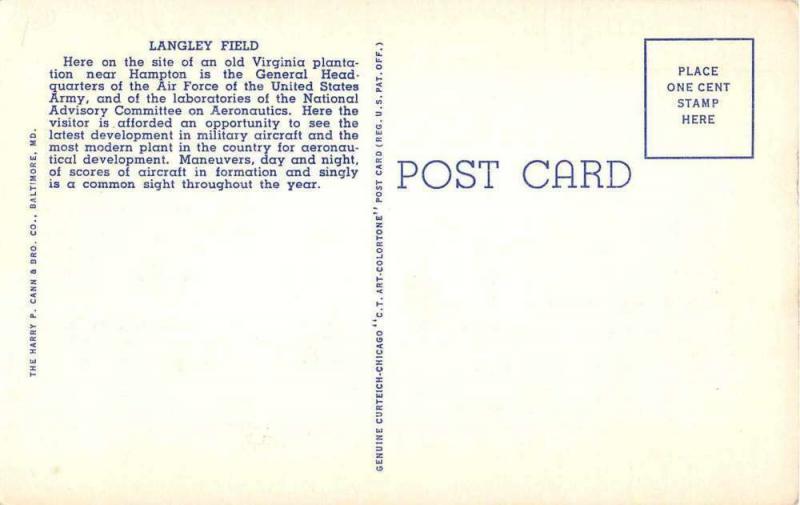 LANGLEY FIELD
Here on the site of an old Virginia planta-
tion near Hampton is the General Head-
quarters of the Air Force of the United States
Army, and of the laboratories of the National
Advisory Committee on Aeronautics. Here the
visitor is afforded an opportunity to see the
latest development in military aircraft and the
most modern plant in the country for aeronau-
tical development. Maneuvers, day and night,
of scores of aircraft in formation and singly
is a common sight throughout the year.
THE HARRY P. CANN & BRO. CO., BALTIMORE, MD.
GENUINE CURTEICH-CHICAGO "C.T. ART-COLORTONE" POST CARD (REG. U.S. PAT. OFF.)
POST CARD
PLACE
ONE CENT
STAMP
HERE